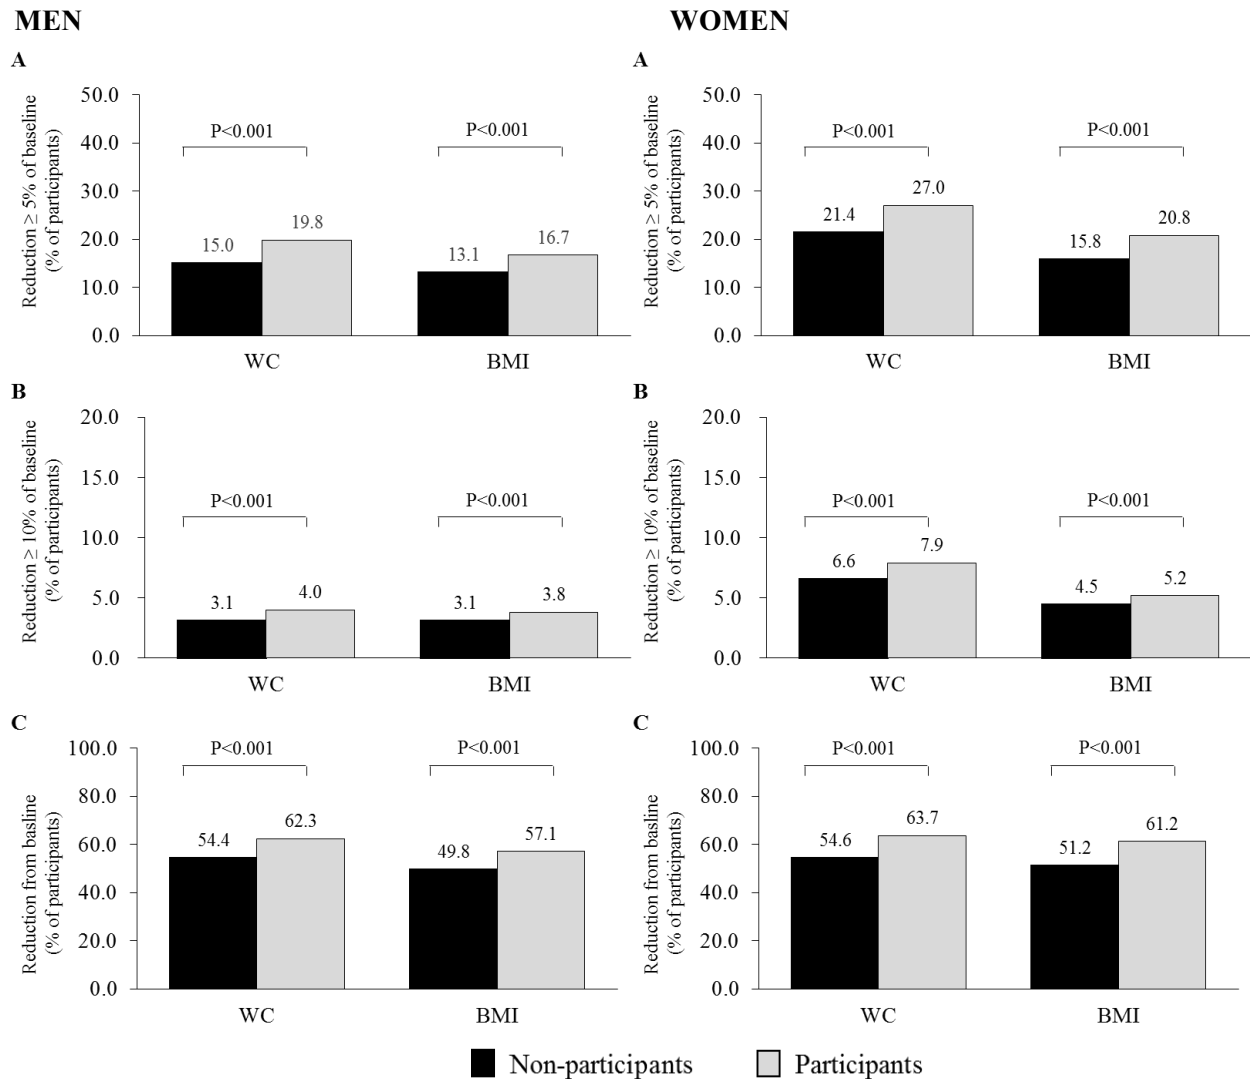 MEN
WOMEN
A
Reduction ≥ 5% of baseline
(% of participants)
50.0
40.0
30.0
20.0
10.0
0.0
P<0.001
P<0.001
15.0
19.8
13.1
16.7
WC
BMI
A
Reduction ≥ 5% of baseline
(% of participants)
50.0
40.0
30.0
20.0
10.0
0.0
P<0.001
P<0.001
21.4
27.0
15.8
20.8
WC
BMI
B
Reduction ≥ 10% of baseline
(% of participants)
20.0
15.0
10.0
5.0
0.0
P<0.001
P<0.001
3.1
4.0
3.1
3.8
WC
BMI
B
Reduction ≥ 10% of baseline
(% of participants)
20.0
15.0
10.0
5.0
0.0
P<0.001
P<0.001
6.6
7.9
4.5
5.2
WC
BMI
C
Reduction from basline
(% of participants)
100.0
80.0
60.0
40.0
20.0
0.0
P<0.001
P<0.001
54.4
62.3
49.8
57.1
WC
BMI
C
Reduction from basline
(% of participants)
100.0
80.0
60.0
40.0
20.0
0.0
P<0.001
P<0.001
54.6
63.7
51.2
61.2
WC
BMI
Non-participants
Participants